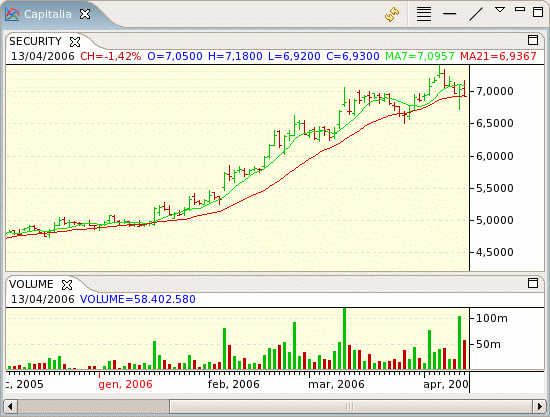 Capitalia
SECURITY
13/04/2006 CH=-1,42% O=7,0500 H=7,1800 L=6,9200 C=6,9300 MA7=7,0957 MA21=6,9367
7,0000
6,5000
6,0000
5,5000
5,0000
4,5000
VOLUME
13/04/2006 VOLUME=58.402.580
100m
50m
c, 2005 gen, 2006 feb, 2006 mar, 2006 apr, 200